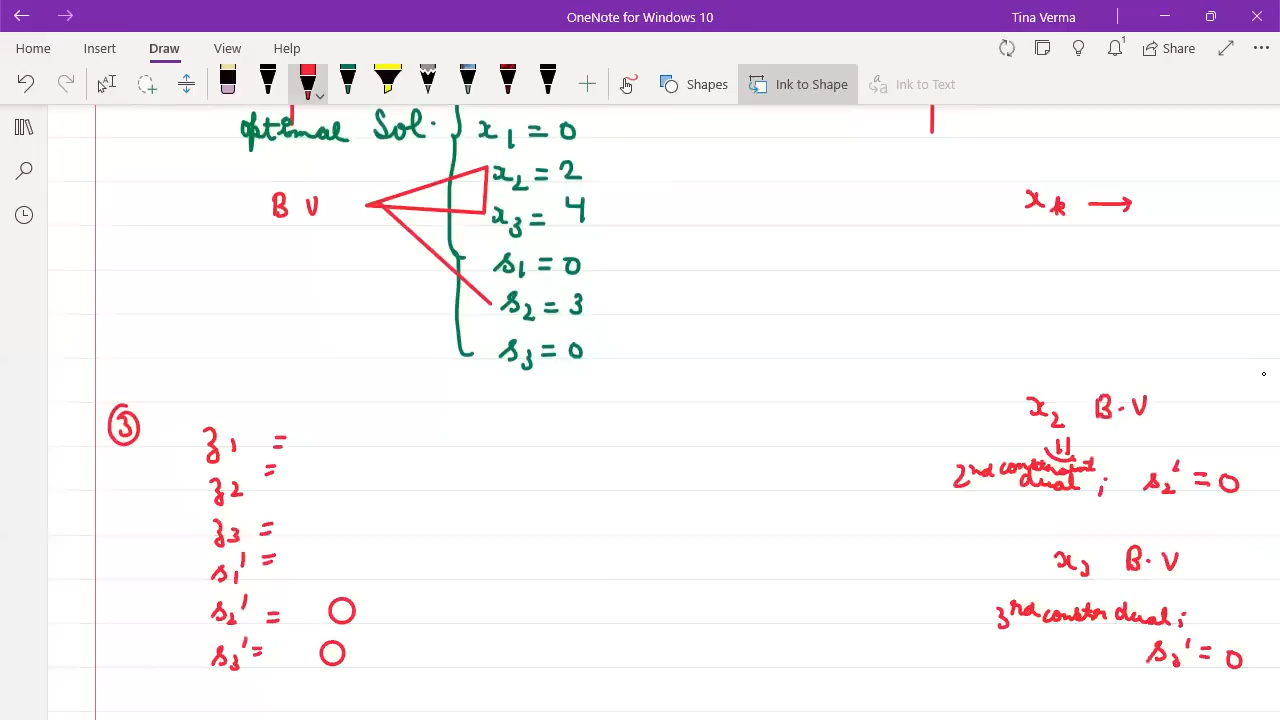 OneNote for Windows 10
Tina Verma
Home Insert Draw View Help
1
Share
Shapes
Ink to Shape
Ink to Text
optimal Sol.
x1 = 0
x2 = 2
x3 = 4
s1 = 0
s2 = 3
s3 = 0
B V
xk →
3
z1 =
z2 =
z3 =
s1' =
s2' = 0
s3' = 0
x2 B.V
2nd constraint
dual; s2' = 0
x3 B.V
3rd constr dual;
s3' = 0